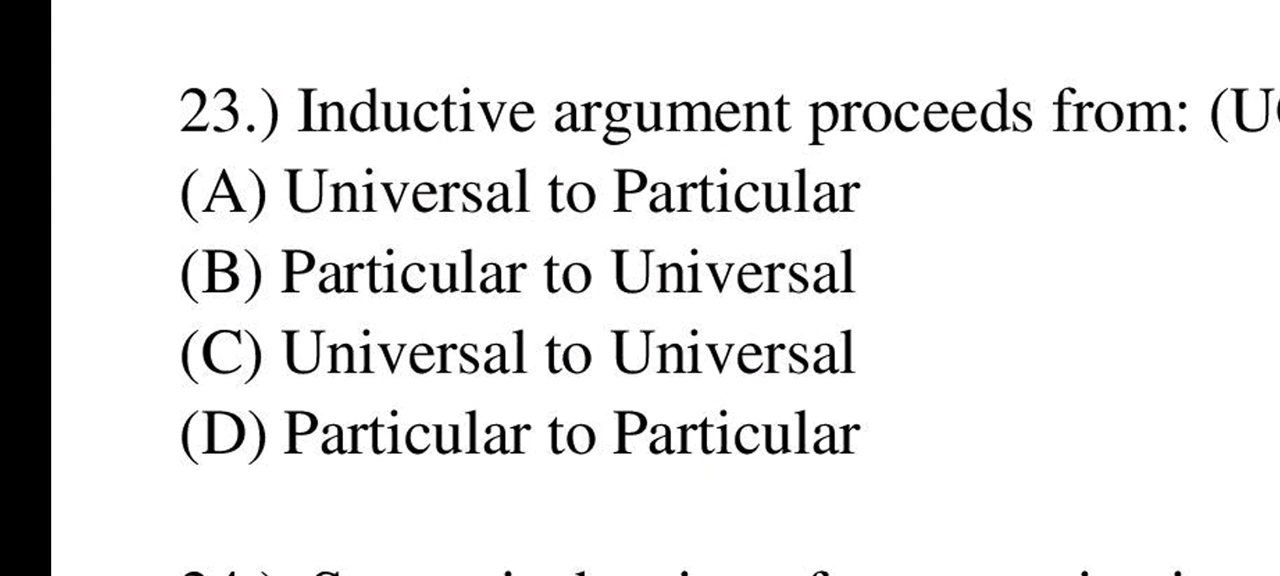 23.) Inductive argument proceeds from: (U
(A) Universal to Particular
(B) Particular to Universal
(C) Universal to Universal
(D) Particular to Particular